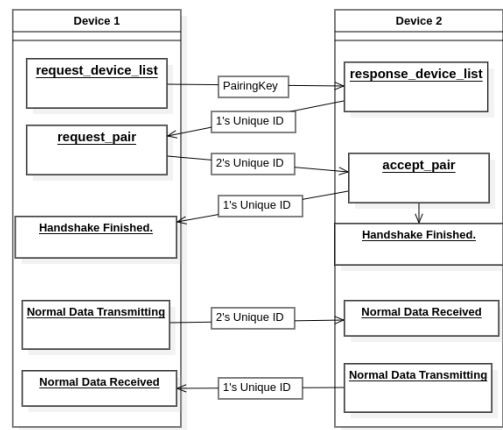 Device 1
Device 2
request_device_list
PairingKey
response_device_list
1's Unique ID
request_pair
2's Unique ID
accept_pair
1's Unique ID
Handshake Finished.
Handshake Finished.
Normal Data Transmitting
2's Unique ID
Normal Data Received
Normal Data Received
1's Unique ID
Normal Data Transmitting